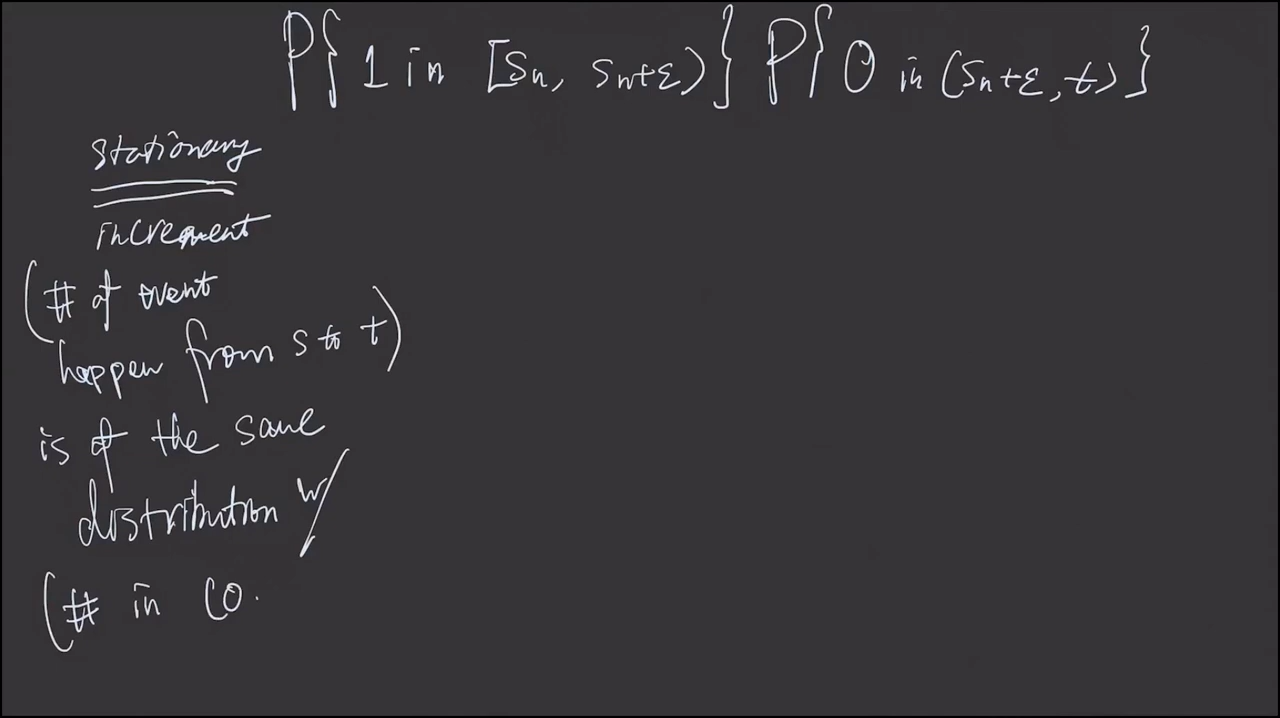 P{ 1 in [Sn, Sn+ε) } P{ 0 in (Sn+ε, t) }
stationary
increment
(# of event
happen from s to t)
is of the same
distribution w/
(# in (0.